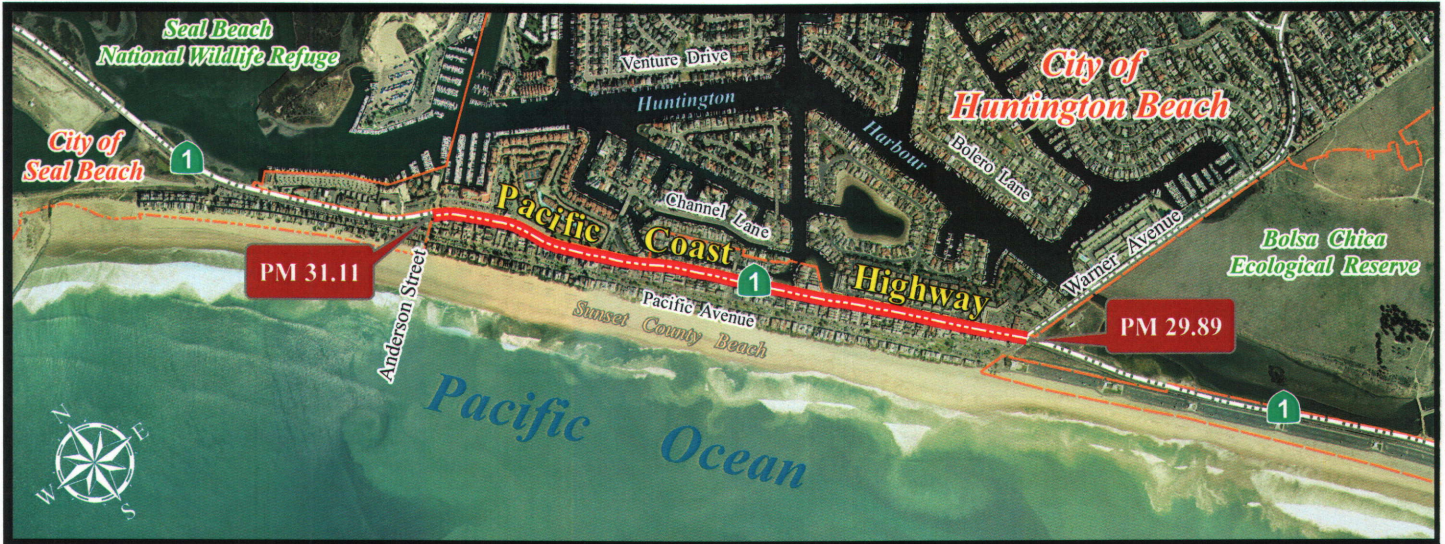 Seal Beach
National Wildlife Refuge
Venture Drive
City of
Huntington Beach
Huntington
Harbour
City of
Seal Beach
1
Bolero Lane
Channel Lane
Pacific
Coast
Highway
1
Warner Avenue
Bolsa Chica
Ecological Reserve
PM 31.11
Anderson Street
Pacific Avenue
Sunset County Beach
PM 29.89
1
Pacific Ocean
N
E
W
S